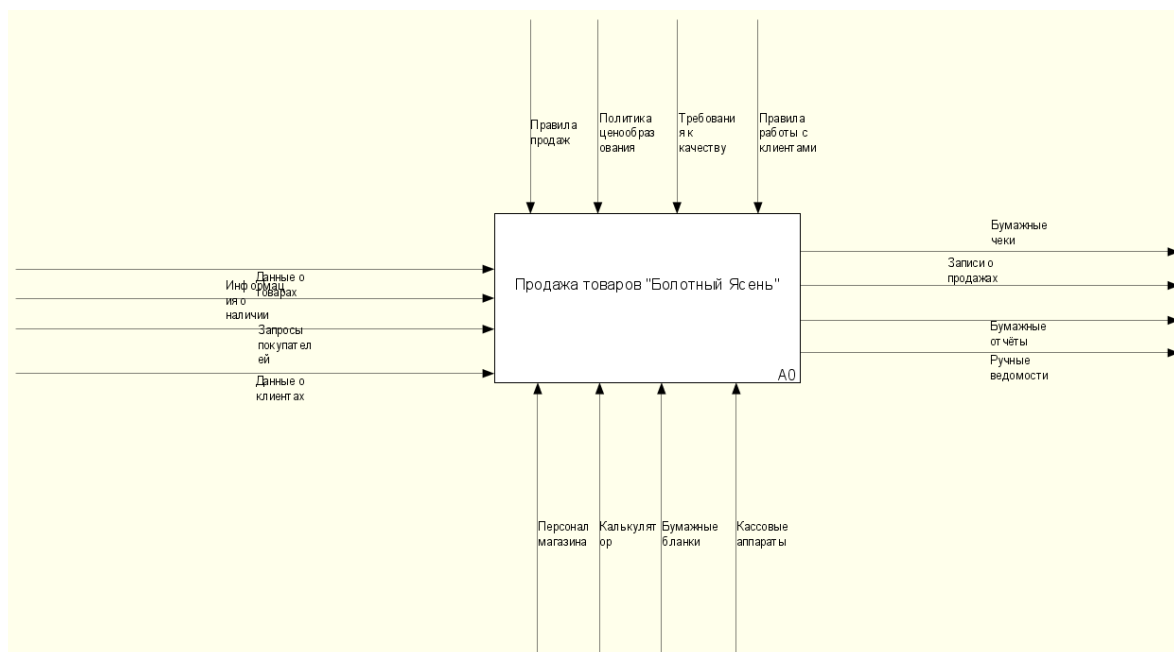 Правила
продаж
Политика
ценообраз
ования
Требовани
я к
качеству
Правила
работы с
клиентами
Данные о
товарах
Информац
ия о
наличии
Запросы
покупател
ей
Данные о
клиентах
Продажа товаров "Болотный Ясень"
A0
Бумажные
чеки
Записи о
продажах
Бумажные
отчёты
Ручные
ведомости
Персонал
магазина
Калькулят
ор
Бумажные
бланки
Кассовые
аппараты